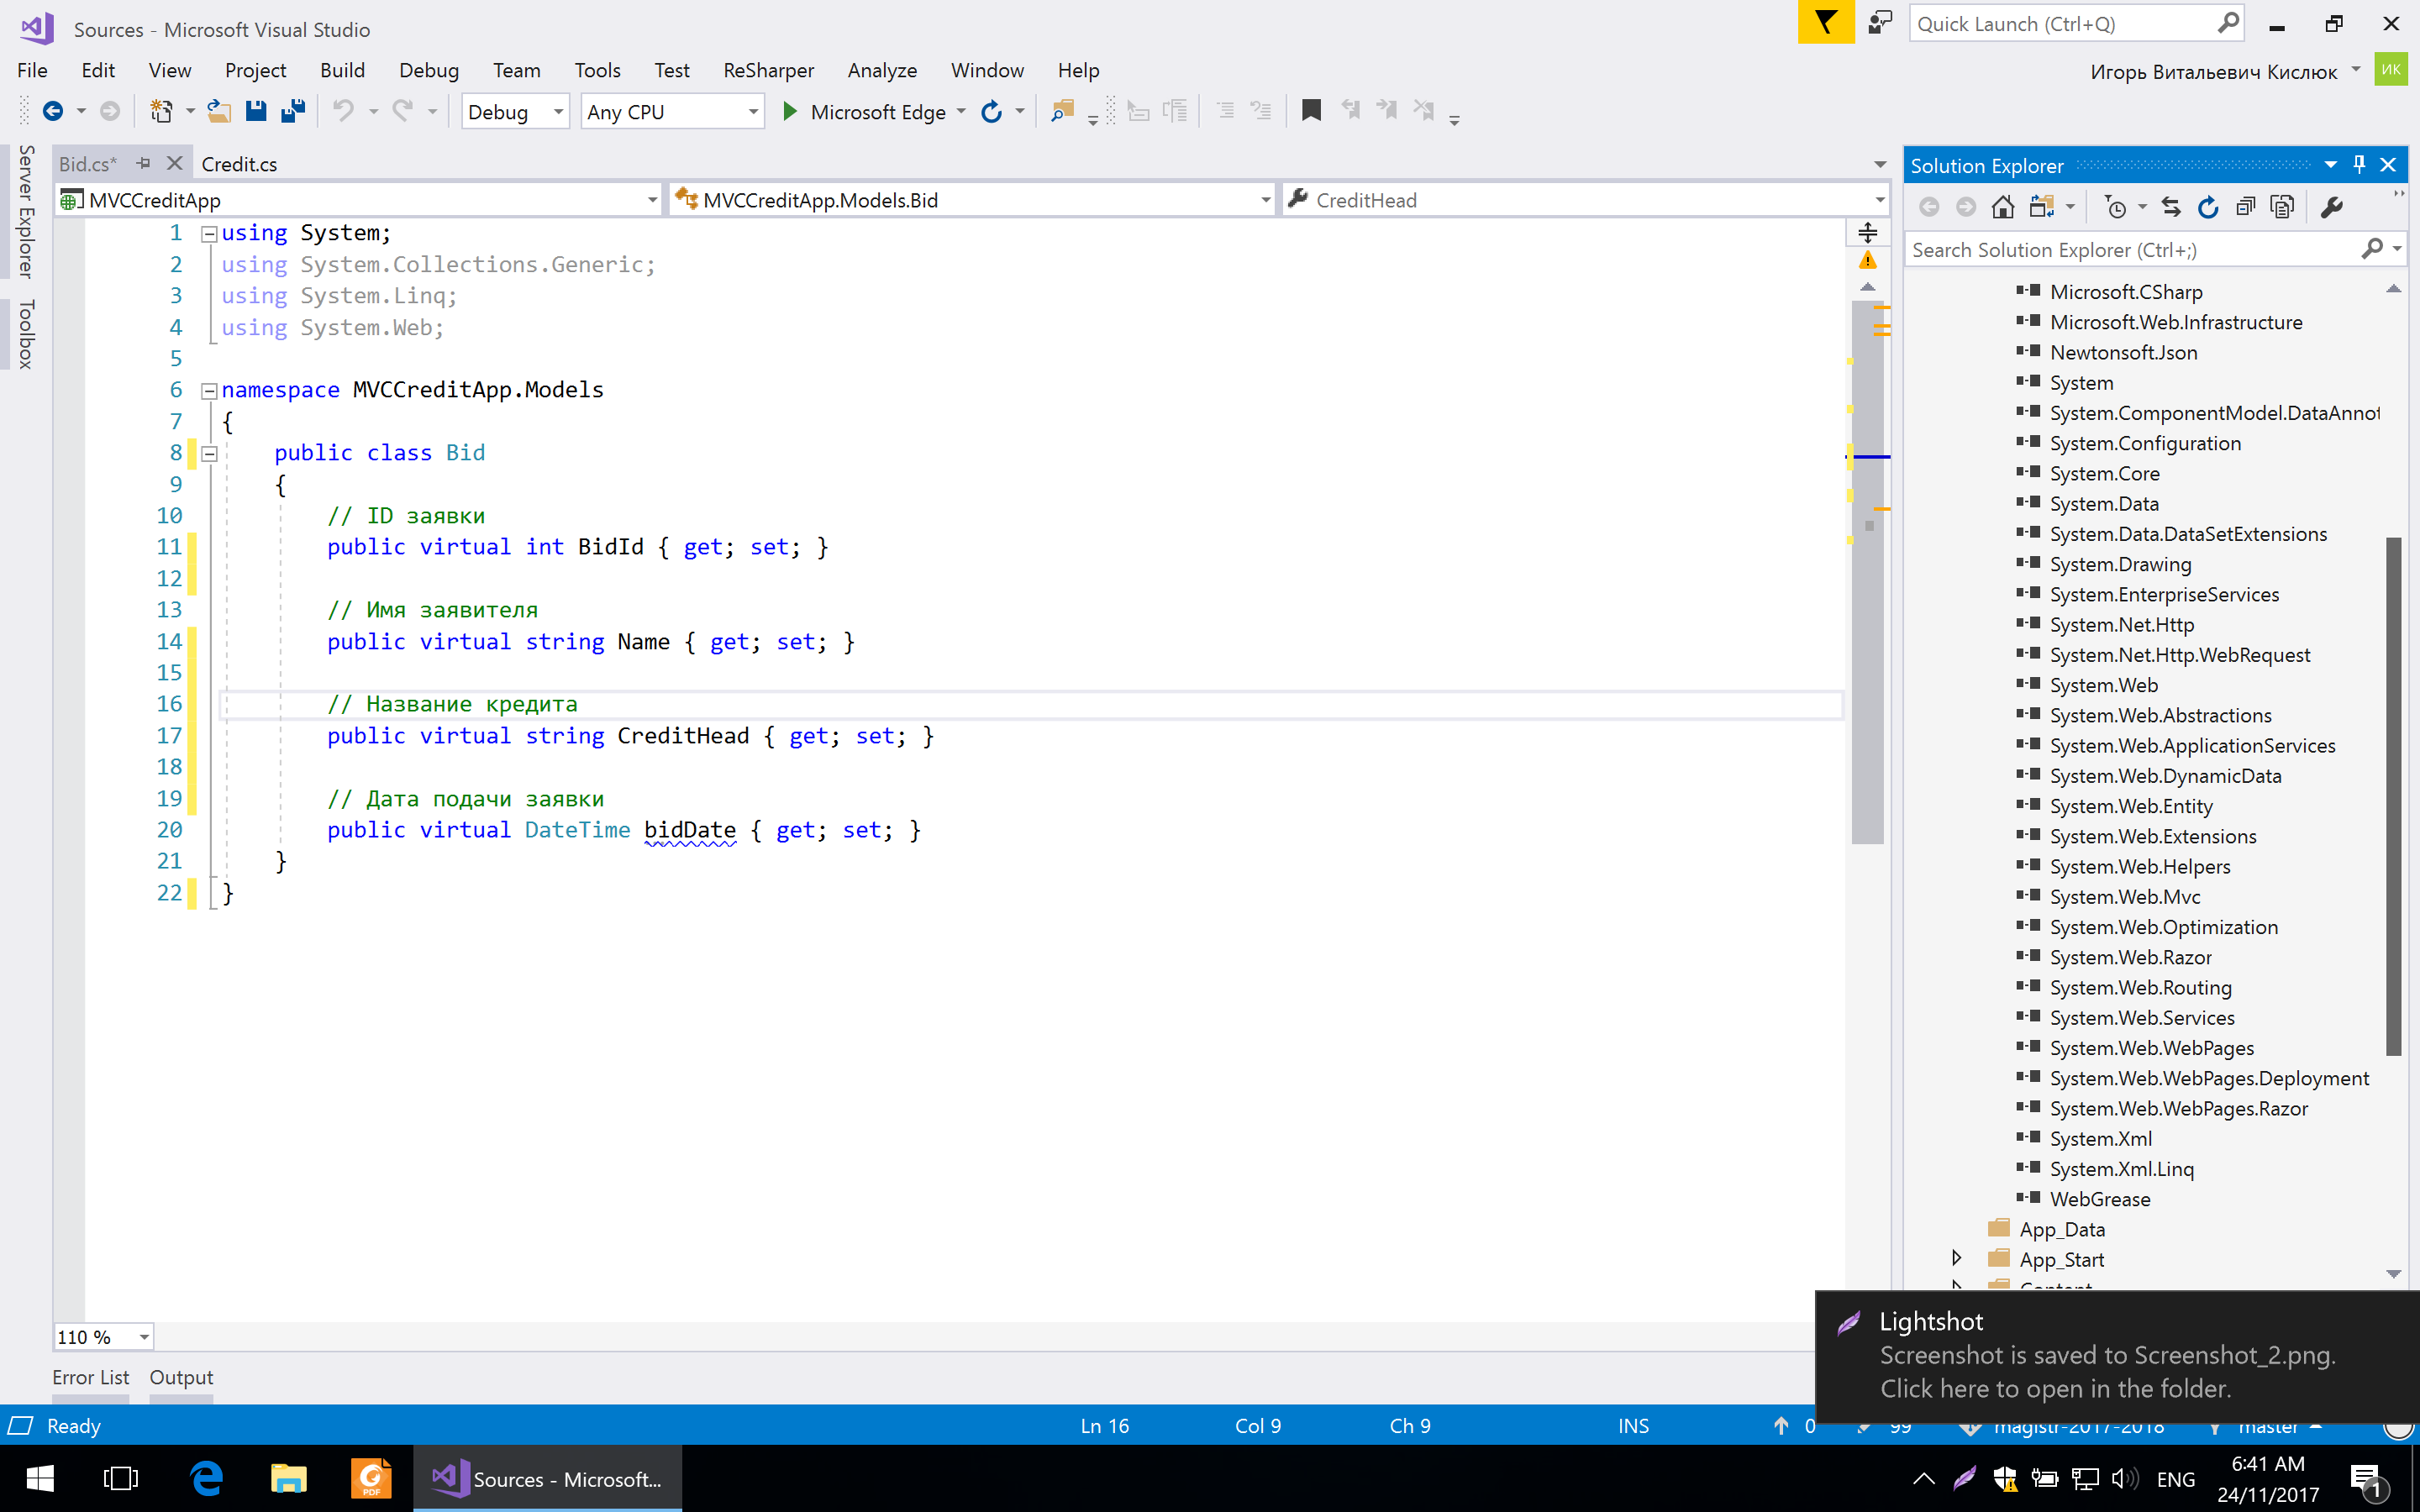 Sources - Microsoft Visual Studio
Quick Launch (Ctrl+Q)
File Edit View Project Build Debug Team Tools Test ReSharper Analyze Window Help
Игорь Витальевич Кислюк ИК
Debug Any CPU Microsoft Edge
Server Explorer
Toolbox
Bid.cs* Credit.cs
MVCCreditApp MVCCreditApp.Models.Bid CreditHead
1 using System;
2 using System.Collections.Generic;
3 using System.Linq;
4 using System.Web;
5
6 namespace MVCCreditApp.Models
7 {
8 public class Bid
9 {
10 // ID заявки
11 public virtual int BidId { get; set; }
12
13 // Имя заявителя
14 public virtual string Name { get; set; }
15
16 // Название кредита
17 public virtual string CreditHead { get; set; }
18
19 // Дата подачи заявки
20 public virtual DateTime bidDate { get; set; }
21 }
22 }
110 %
Error List Output
Solution Explorer
Search Solution Explorer (Ctrl+;)
Microsoft.CSharp
Microsoft.Web.Infrastructure
Newtonsoft.Json
System
System.ComponentModel.DataAnnot
System.Configuration
System.Core
System.Data
System.Data.DataSetExtensions
System.Drawing
System.EnterpriseServices
System.Net.Http
System.Net.Http.WebRequest
System.Web
System.Web.Abstractions
System.Web.ApplicationServices
System.Web.DynamicData
System.Web.Entity
System.Web.Extensions
System.Web.Helpers
System.Web.Mvc
System.Web.Optimization
System.Web.Razor
System.Web.Routing
System.Web.Services
System.Web.WebPages
System.Web.WebPages.Deployment
System.Web.WebPages.Razor
System.Xml
System.Xml.Linq
WebGrease
App_Data
App_Start
Content
Lightshot
Screenshot is saved to Screenshot_2.png.
Click here to open in the folder.
Ready Ln 16 Col 9 Ch 9 INS 0 99 magistr-2017-2018 master
PDF
Sources - Microsoft...
ENG
6:41 AM
24/11/2017
1